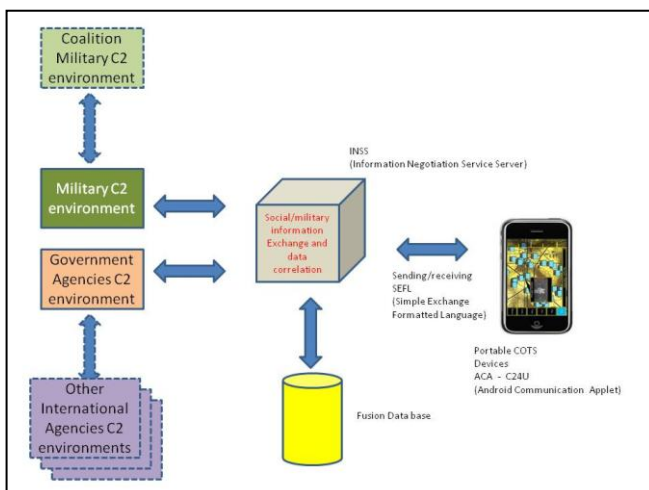 Coalition
Military C2
environment
Military C2
environment
Government
Agencies C2
environment
Other
International
Agencies C2
environments
INSS
(Information Negotiation Service Server)
Social/military
information
Exchange and
data
correlation
Sending/receiving
SEFL
(Simple Exchange
Formatted Language)
Fusion Data base
Portable COTS
Devices
ACA - C24U
(Android Communication Applet)